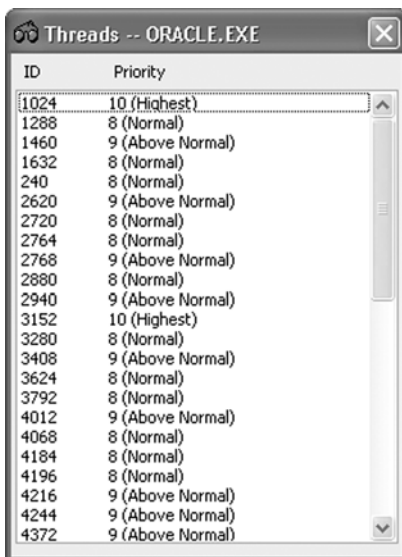 Threads -- ORACLE.EXE
ID Priority
1024 10 (Highest)
1288 8 (Normal)
1460 9 (Above Normal)
1632 8 (Normal)
240 8 (Normal)
2620 9 (Above Normal)
2720 8 (Normal)
2764 8 (Normal)
2768 9 (Above Normal)
2880 8 (Normal)
2940 9 (Above Normal)
3152 10 (Highest)
3280 8 (Normal)
3408 9 (Above Normal)
3624 8 (Normal)
3792 8 (Normal)
4012 9 (Above Normal)
4068 8 (Normal)
4184 8 (Normal)
4196 8 (Normal)
4216 9 (Above Normal)
4244 9 (Above Normal)
4372 9 (Above Normal)